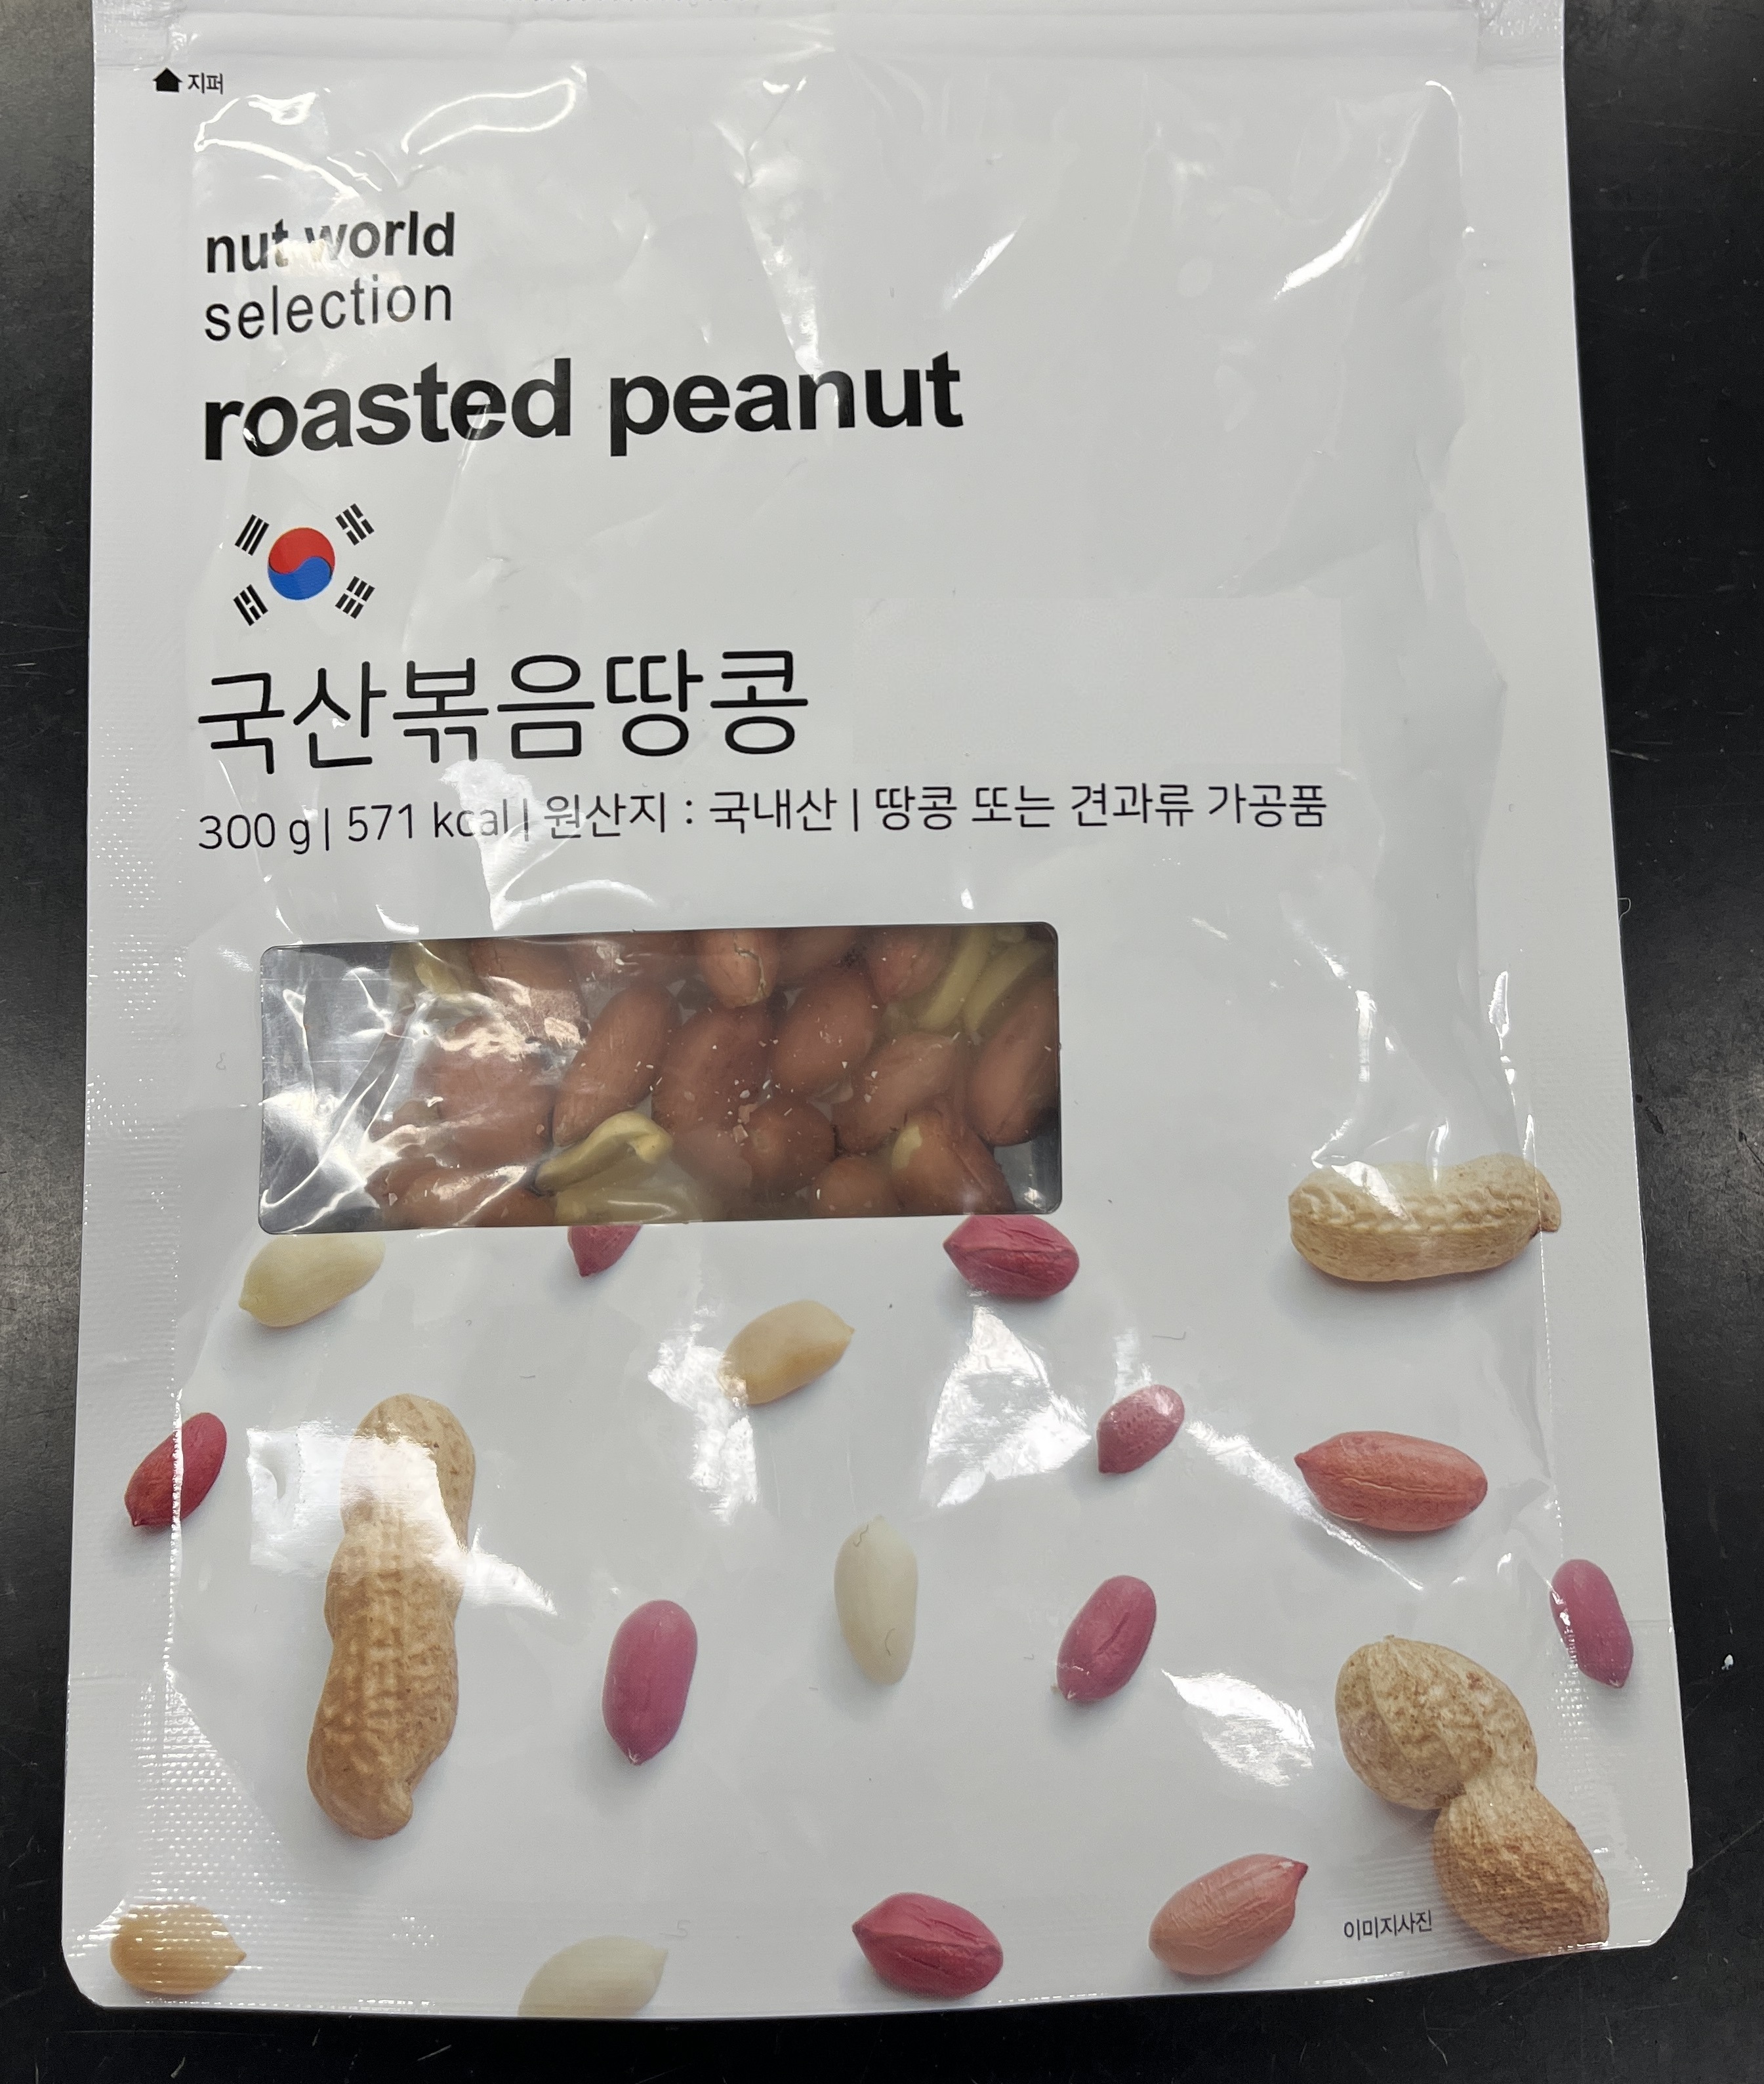 지퍼
nut world
selection
roasted peanut
국산볶음땅콩
300 g | 571 kcal | 원산지 : 국내산 | 땅콩 또는 견과류 가공품
이미지사진